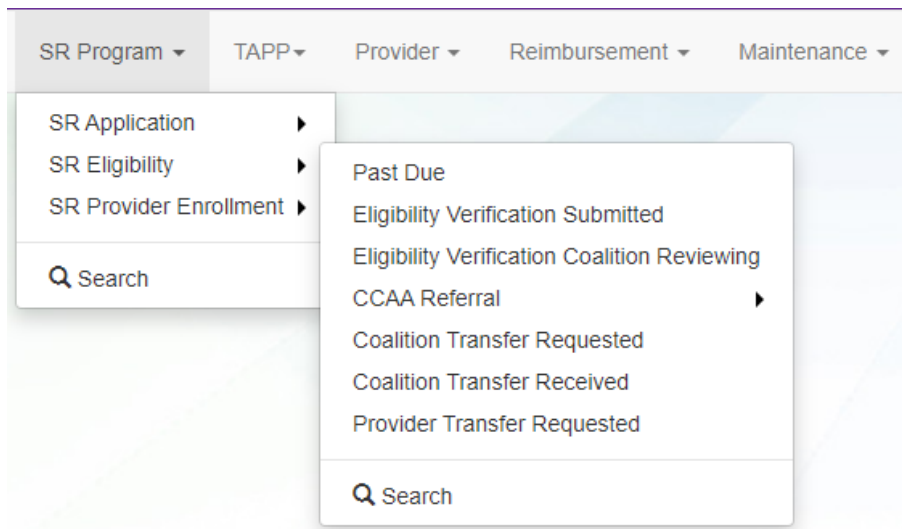 SR Program TAPP Provider Reimbursement Maintenance
SR Application
SR Eligibility
SR Provider Enrollment
Search
Past Due
Eligibility Verification Submitted
Eligibility Verification Coalition Reviewing
CCAA Referral
Coalition Transfer Requested
Coalition Transfer Received
Provider Transfer Requested
Search